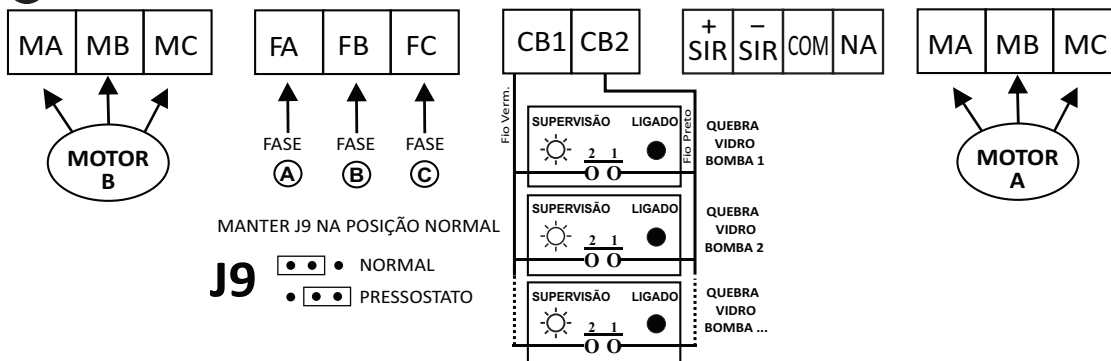 MA MB MC
MOTOR
B
FA FB FC
FASE FASE FASE
A B C
MANTER J9 NA POSIÇÃO NORMAL
J9
NORMAL
PRESSOSTATO
CB1 CB2
Fio Verm.
Fio Preto
SUPERVISÃO LIGADO
2 1
QUEBRA
VIDRO
BOMBA 1
SUPERVISÃO LIGADO
2 1
QUEBRA
VIDRO
BOMBA 2
SUPERVISÃO LIGADO
2 1
QUEBRA
VIDRO
BOMBA ...
+ SIR − SIR COM NA
MA MB MC
MOTOR
A